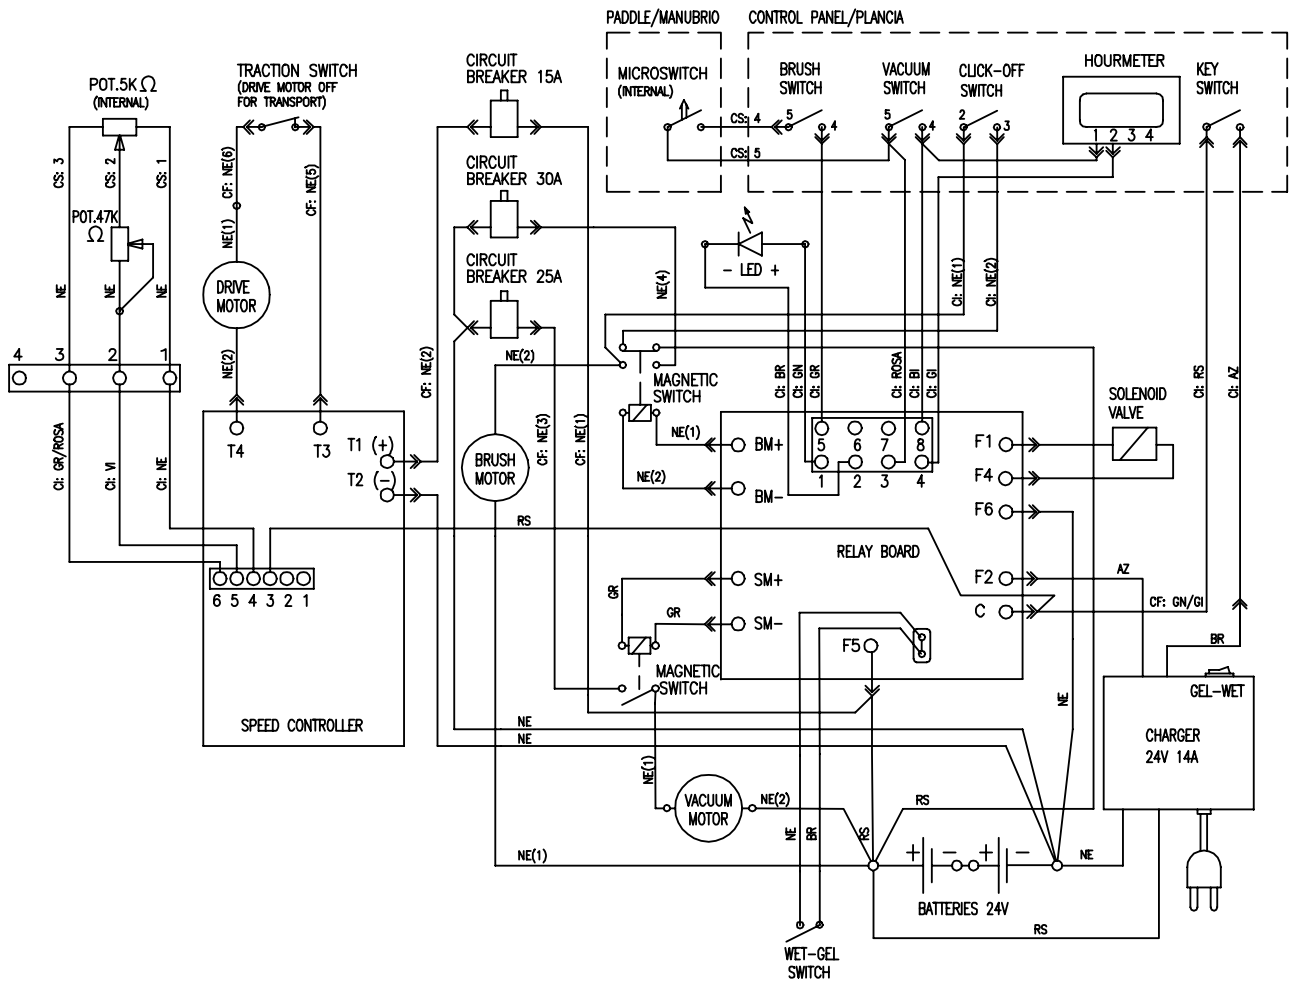 PADDLE/MANUBRIO
CONTROL PANEL/PLANCIA
POT.5K Ω
(INTERNAL)
TRACTION SWITCH
(DRIVE MOTOR OFF
FOR TRANSPORT)
CIRCUIT
BREAKER 15A
MICROSWITCH
(INTERNAL)
BRUSH
SWITCH
VACUUM
SWITCH
CLICK-OFF
SWITCH
HOURMETER
KEY
SWITCH
CS: 4
5
4
5
4
2
3
1 2 3 4
CS: 5
CS: 3
CS: 2
CS: 1
CF: NE(6)
CF: NE(5)
CIRCUIT
BREAKER 30A
POT.47K
Ω
NE(1)
CIRCUIT
BREAKER 25A
- LED +
NE(4)
CI: NE(1)
CI: NE(2)
NE
NE
NE
DRIVE
MOTOR
4
3
2
1
NE(2)
CF: NE(2)
NE(2)
MAGNETIC
SWITCH
CI: BR
CI: GN
CI: GR
CI: ROSA
CI: BI
CI: GI
CI: RS
CI: AZ
SOLENOID
VALVE
CI: GR/ROSA
CI: VI
CI: NE
T4
T3
T1 (+)
T2 (-)
CF: NE(3)
CF: NE(1)
BRUSH
MOTOR
NE(1)
NE(2)
BM+
BM-
5 6 7 8
1 2 3 4
F1
F4
F6
RS
RELAY BOARD
F2
AZ
C
CF: GN/GI
6 5 4 3 2 1
GR
GR
SM+
SM-
F5
BR
MAGNETIC
SWITCH
GEL-WET
SPEED CONTROLLER
NE
NE
NE
CHARGER
24V 14A
NE(1)
VACUUM
MOTOR
NE(2)
NE
BR
RS
RS
NE(1)
+ - + -
NE
BATTERIES 24V
RS
WET-GEL
SWITCH